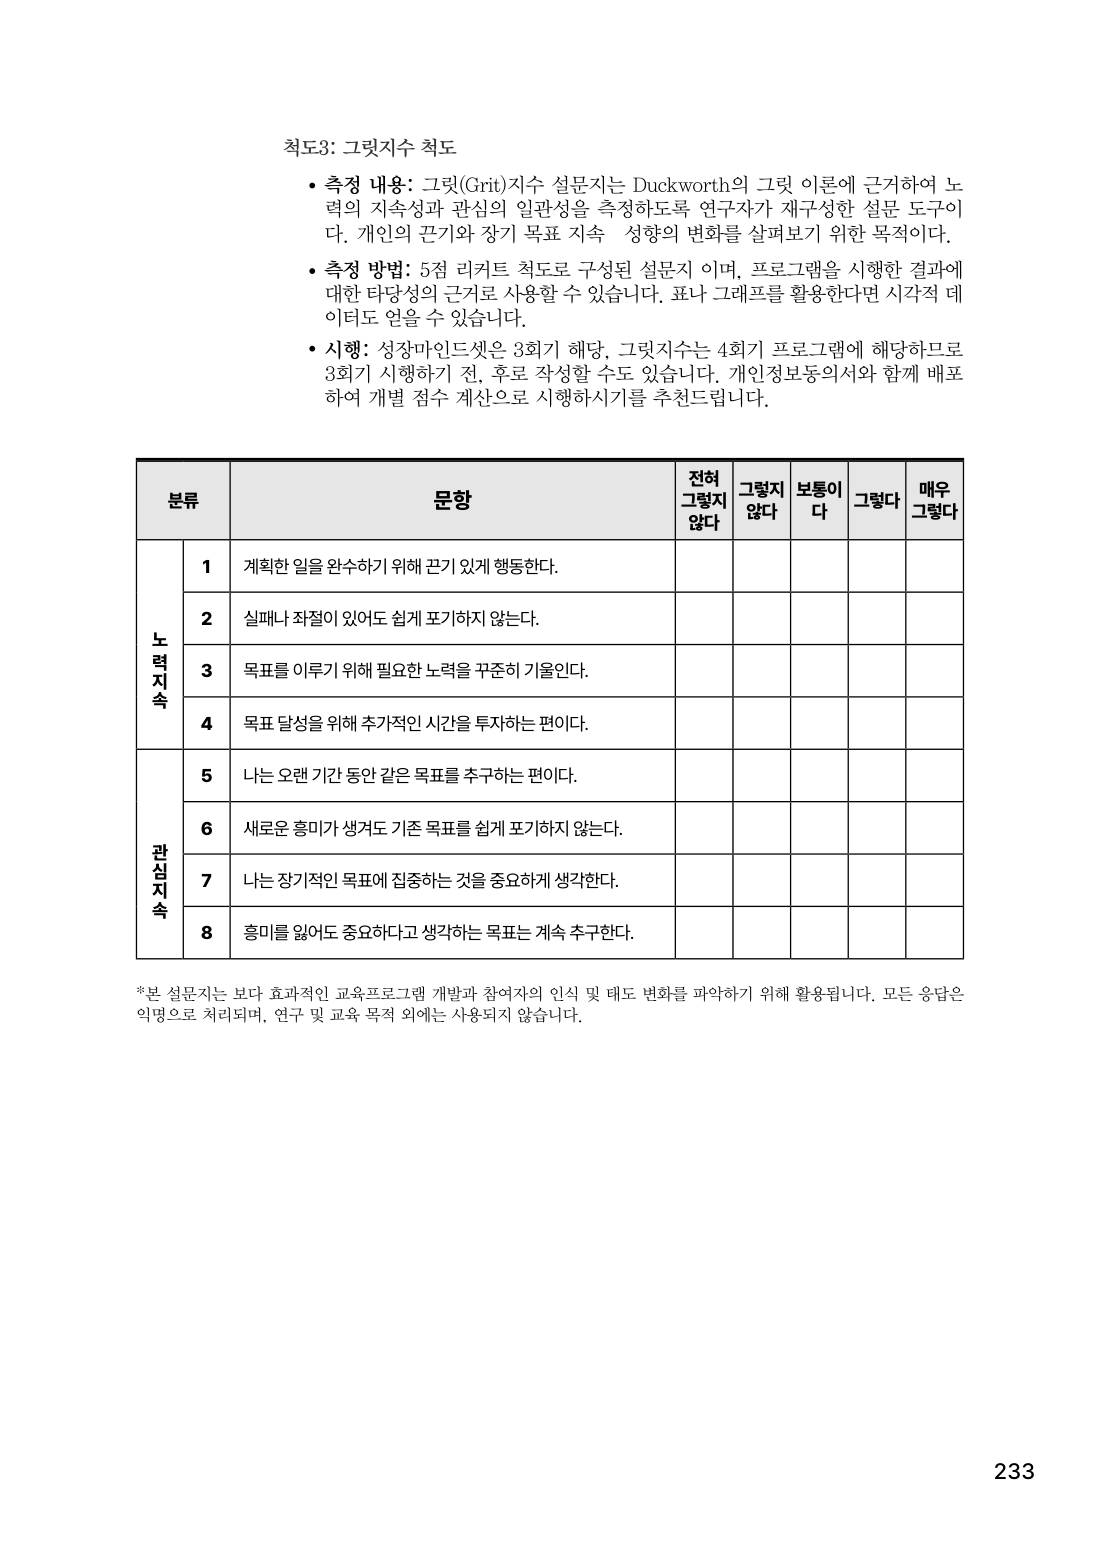 척도3: 그릿지수 척도
• 측정 내용: 그릿(Grit)지수 설문지는 Duckworth의 그릿 이론에 근거하여 노
력의 지속성과 관심의 일관성을 측정하도록 연구자가 재구성한 설문 도구이
다. 개인의 끈기와 장기 목표 지속 성향의 변화를 살펴보기 위한 목적이다.
• 측정 방법: 5점 리커트 척도로 구성된 설문지 이며, 프로그램을 시행한 결과에
대한 타당성의 근거로 사용할 수 있습니다. 표나 그래프를 활용한다면 시각적 데
이터도 얻을 수 있습니다.
• 시행: 성장마인드셋은 3회기 해당, 그릿지수는 4회기 프로그램에 해당하므로
3회기 시행하기 전, 후로 작성할 수도 있습니다. 개인정보동의서와 함께 배포
하여 개별 점수 계산으로 시행하시기를 추천드립니다.
분류 문항 전혀 그렇지 않다 그렇지 않다 보통이다 그렇다 매우 그렇다
노력지속
1 계획한 일을 완수하기 위해 끈기 있게 행동한다.
2 실패나 좌절이 있어도 쉽게 포기하지 않는다.
3 목표를 이루기 위해 필요한 노력을 꾸준히 기울인다.
4 목표 달성을 위해 추가적인 시간을 투자하는 편이다.
관심지속
5 나는 오랜 기간 동안 같은 목표를 추구하는 편이다.
6 새로운 흥미가 생겨도 기존 목표를 쉽게 포기하지 않는다.
7 나는 장기적인 목표에 집중하는 것을 중요하게 생각한다.
8 흥미를 잃어도 중요하다고 생각하는 목표는 계속 추구한다.
*본 설문지는 보다 효과적인 교육프로그램 개발과 참여자의 인식 및 태도 변화를 파악하기 위해 활용됩니다. 모든 응답은
익명으로 처리되며, 연구 및 교육 목적 외에는 사용되지 않습니다.
233